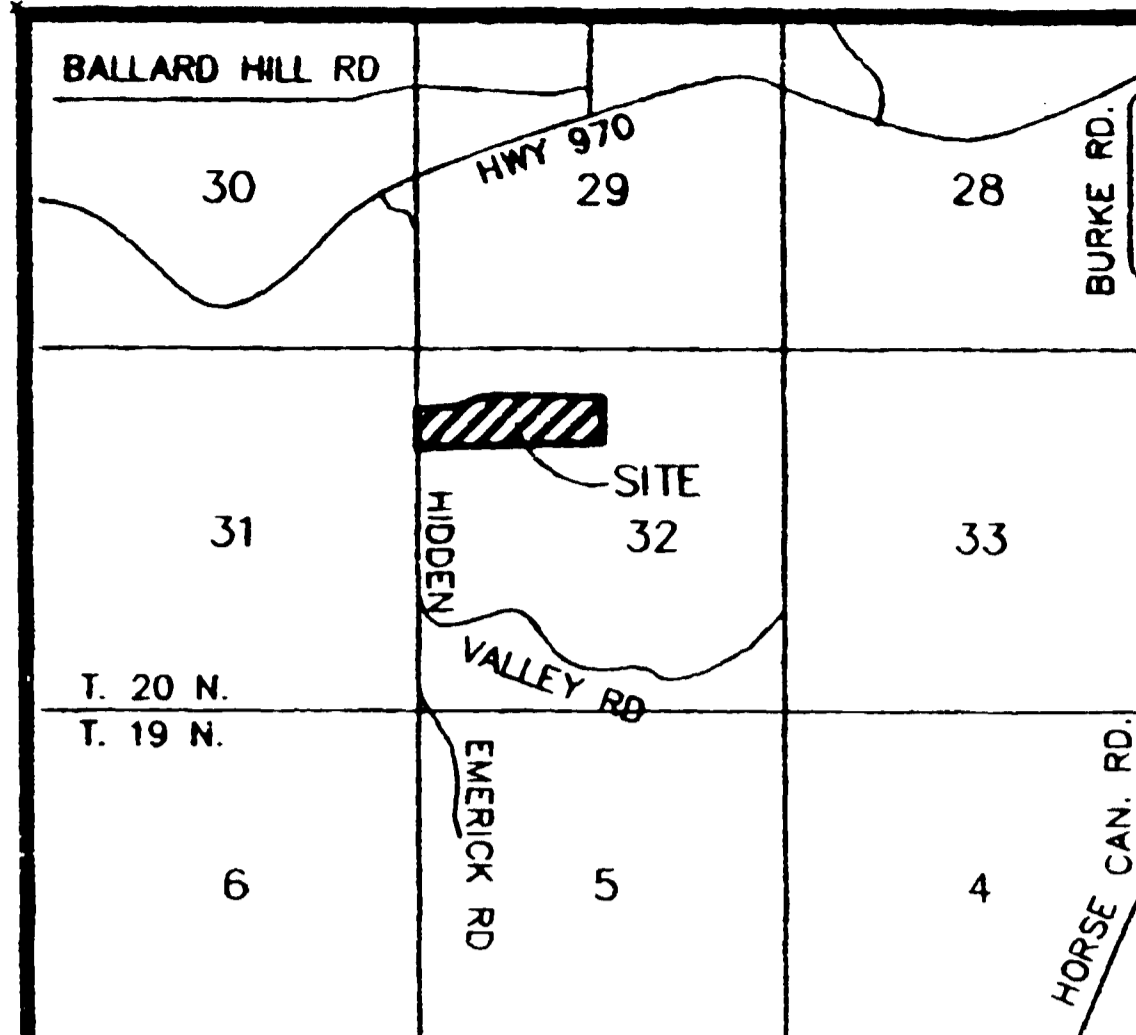 BALLARD HILL RD
HWY 970
BURKE RD.
30
29
28
SITE
31
HIDDEN
32
33
VALLEY RD
T. 20 N.
T. 19 N.
EMERICK RD
HORSE CAN. RD.
6
5
4